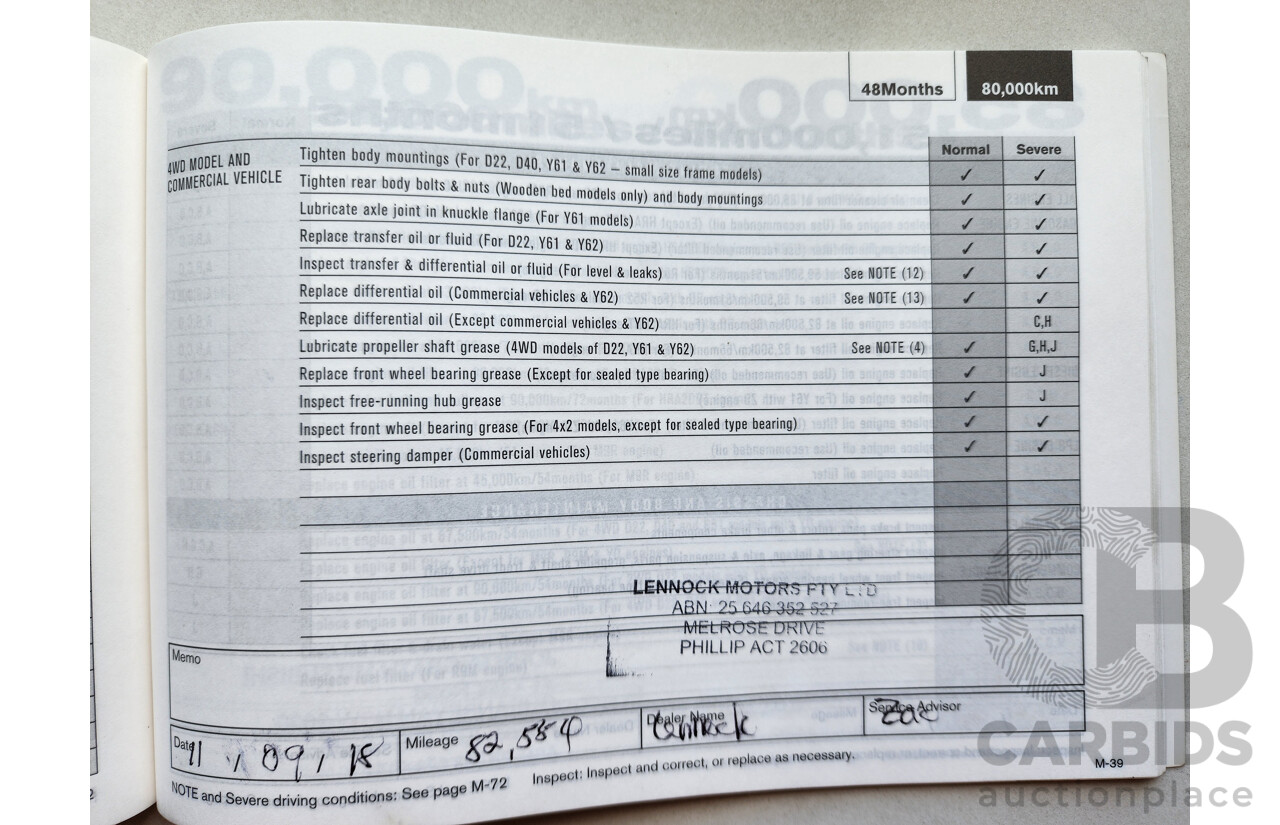 48Months 80,000km
Normal Severe
4WD MODEL AND
COMMERCIAL VEHICLE
Tighten body mountings (For D22, D40, Y61 & Y62 – small size frame models) ✓ ✓
Tighten rear body bolts & nuts (Wooden bed models only) and body mountings ✓ ✓
Lubricate axle joint in knuckle flange (For Y61 models) ✓ ✓
Replace transfer oil or fluid (For D22, Y61 & Y62) ✓ ✓
Inspect transfer & differential oil or fluid (For level & leaks) See NOTE (12) ✓ ✓
Replace differential oil (Commercial vehicles & Y62) See NOTE (13) ✓ ✓
Replace differential oil (Except commercial vehicles & Y62) C,H
Lubricate propeller shaft grease (4WD models of D22, Y61 & Y62) See NOTE (4) ✓ G,H,J
Replace front wheel bearing grease (Except for sealed type bearing) ✓ J
Inspect free-running hub grease ✓ J
Inspect front wheel bearing grease (For 4x2 models, except for sealed type bearing) ✓ ✓
Inspect steering damper (Commercial vehicles) ✓ ✓
LENNOCK MOTORS PTY LTD
ABN: 25 646 352 527
MELROSE DRIVE
PHILLIP ACT 2606
Memo
Date 11 / 09 / 18 Mileage 82,584 Dealer Name Lennock Service Advisor Zac
NOTE and Severe driving conditions: See page M-72 Inspect: Inspect and correct, or replace as necessary.
M-39
CB
CARBIDS
auctionplace